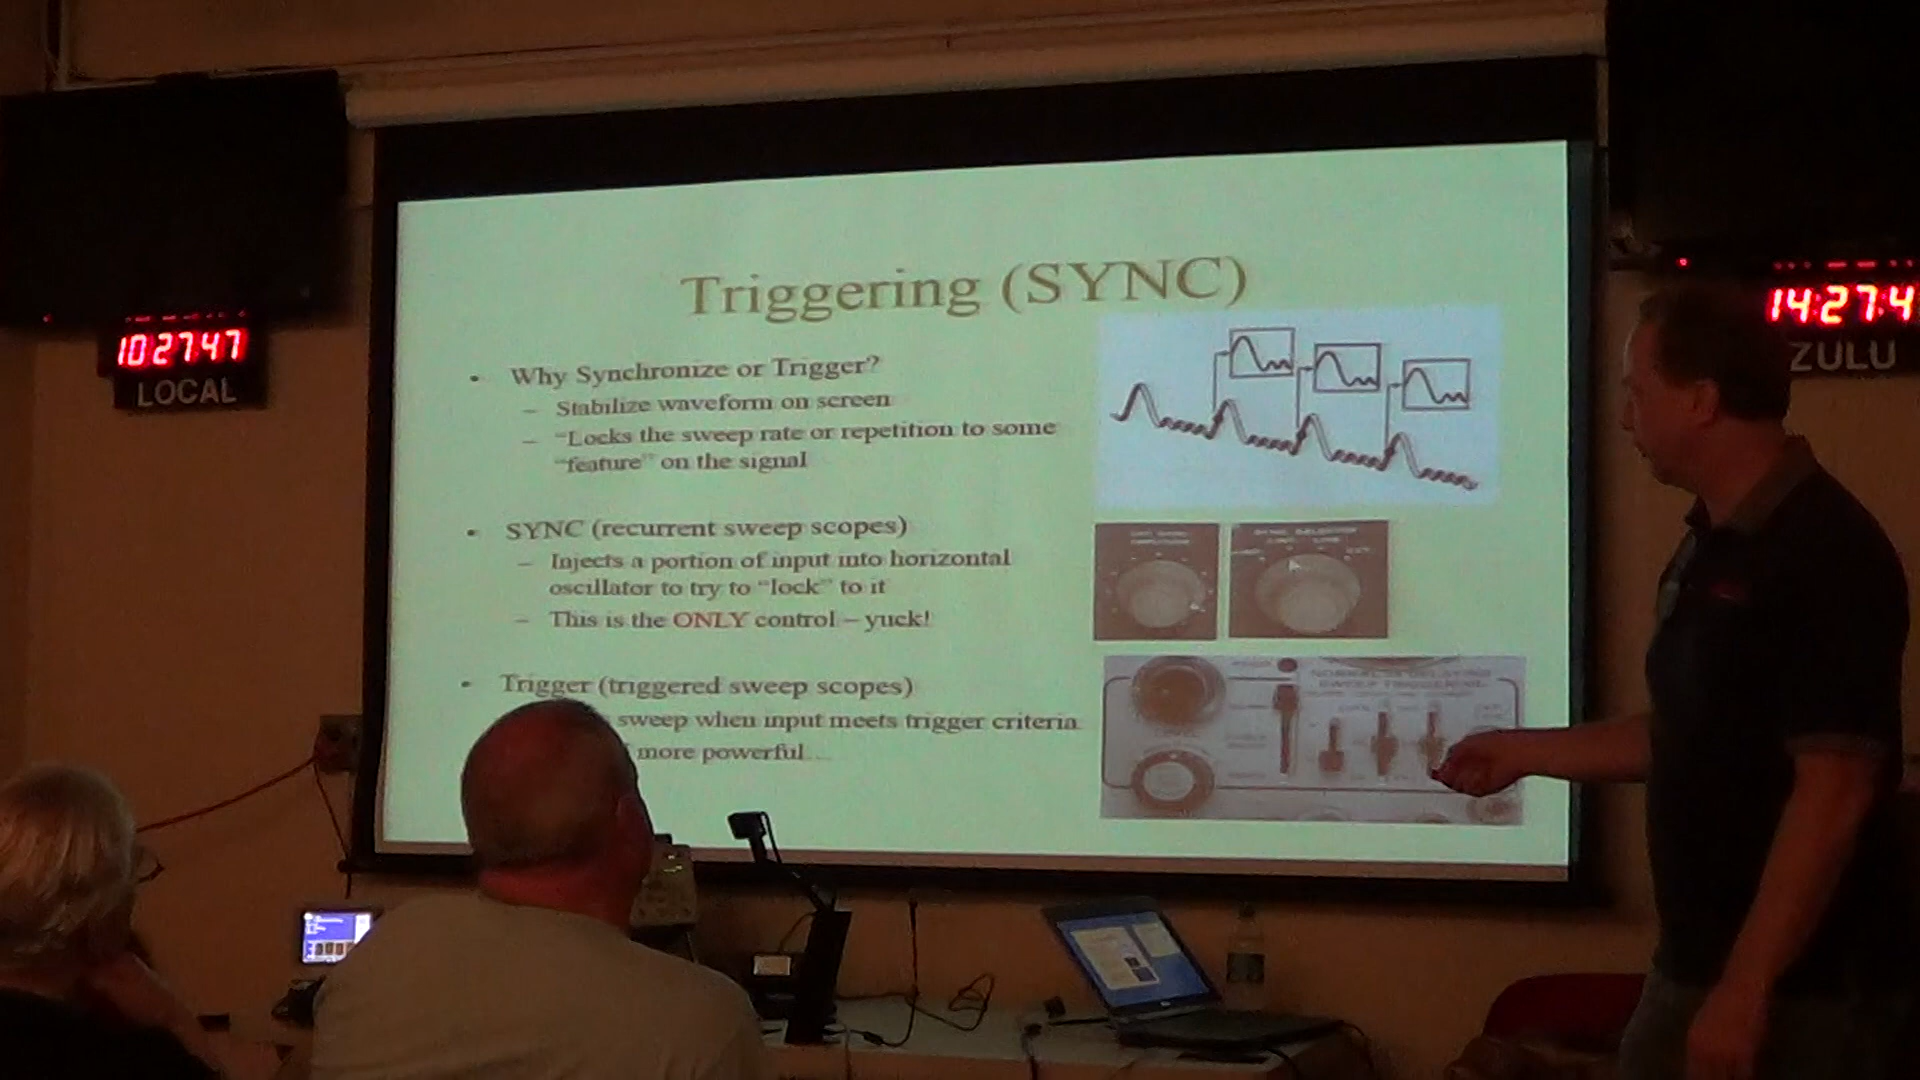 Triggering (SYNC)
• Why Synchronize or Trigger?
– Stabilize waveform on screen
– "Locks the sweep rate or repetition to some
"feature" on the signal
• SYNC (recurrent sweep scopes)
– Injects a portion of input into horizontal
oscillator to try to "lock" to it
– This is the ONLY control – yuck!
• Trigger (triggered sweep scopes)
sweep when input meets trigger criteria
more powerful...
10:27:47
LOCAL
14:27:4
ZULU